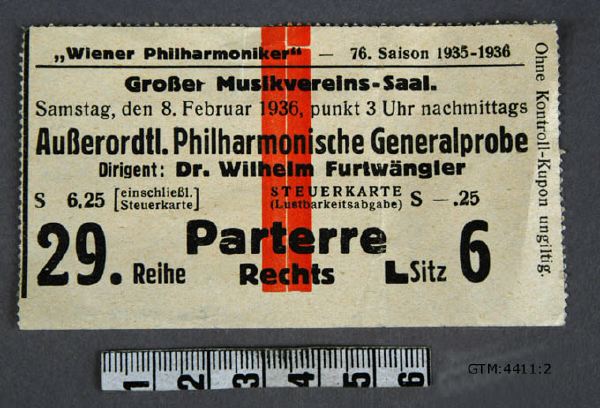 „Wiener Philharmoniker“ — 76. Saison 1935-1936
Großer Musikvereins-Saal.
Samstag, den 8. Februar 1936, punkt 3 Uhr nachmittags
Außerordtl. Philharmonische Generalprobe
Dirigent: Dr. Wilhelm Furtwängler
S 6.25 [einschließl. Steuerkarte] STEUERKARTE (Lustbarkeitsabgabe) S —.25
29. Reihe Parterre Rechts L Sitz 6
Ohne Kontroll-Kupon ungiltig.
1 2 3 4 5 6
GTM:4411:2